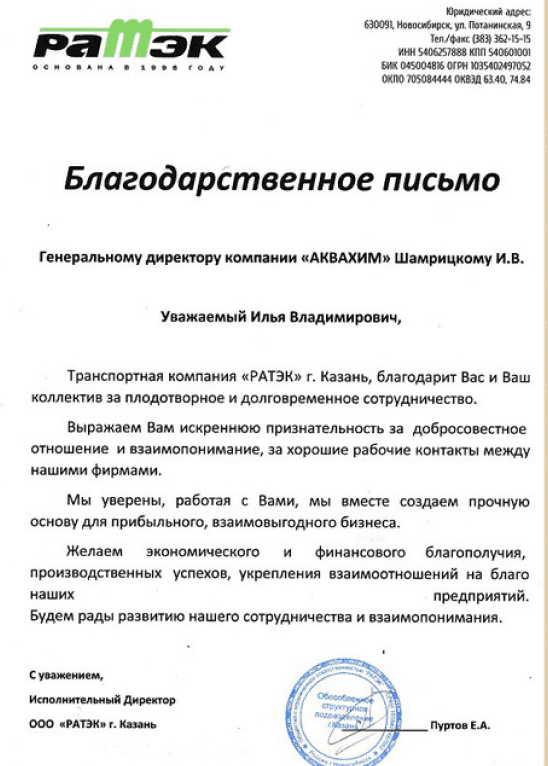 РАТЭК
ОСНОВАНА В 1996 ГОДУ
Юридический адрес:
630091, Новосибирск, ул. Потанинская, 9
Тел./факс (383) 362-15-15
ИНН 5406257888 КПП 540601001
БИК 045004816 ОГРН 1035402497052
ОКПО 705084444 ОКВЭД 63.40, 74.84
Благодарственное письмо
Генеральному директору компании «АКВАХИМ» Шамрицкому И.В.
Уважаемый Илья Владимирович,
Транспортная компания «РАТЭК» г. Казань, благодарит Вас и Ваш
коллектив за плодотворное и долговременное сотрудничество.
Выражаем Вам искреннюю признательность за добросовестное
отношение и взаимопонимание, за хорошие рабочие контакты между
нашими фирмами.
Мы уверены, работая с Вами, мы вместе создаем прочную
основу для прибыльного, взаимовыгодного бизнеса.
Желаем экономического и финансового благополучия,
производственных успехов, укрепления взаимоотношений на благо
наших предприятий.
Будем рады развитию нашего сотрудничества и взаимопонимания.
С уважением,
Исполнительный Директор
ООО «РАТЭК» г. Казань
Обособленное
структурное
подразделение
г.Казань
Пуртов Е.А.